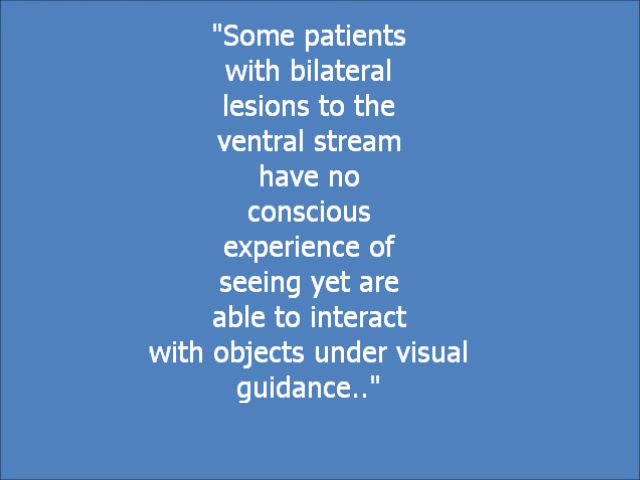 "Some patients
with bilateral
lesions to the
ventral stream
have no
conscious
experience of
seeing yet are
able to interact
with objects under visual
guidance.."